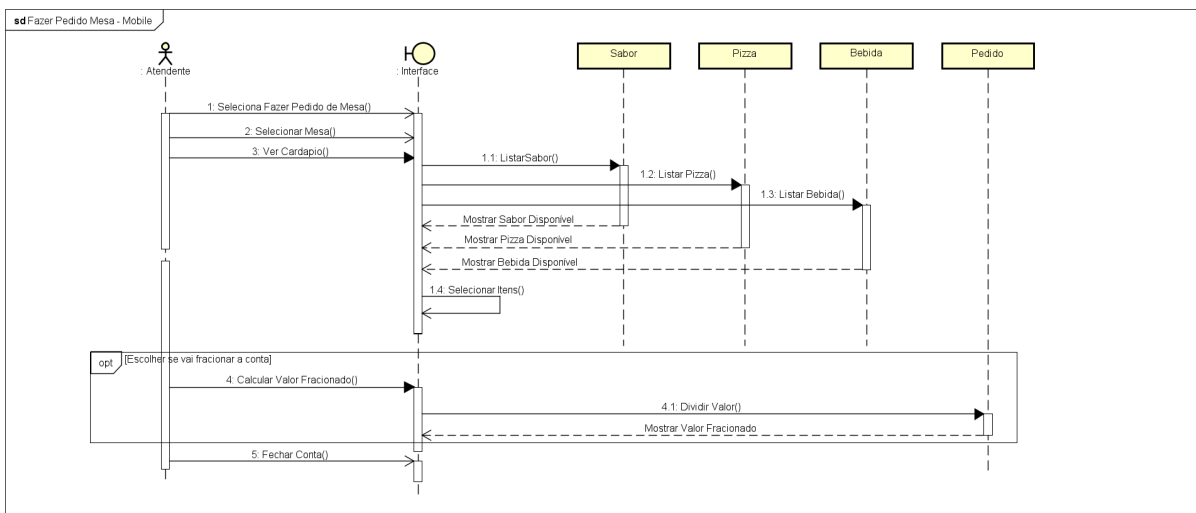 sd Fazer Pedido Mesa - Mobile
: Atendente
: Interface
Sabor
Pizza
Bebida
Pedido
1: Seleciona Fazer Pedido de Mesa()
2: Selecionar Mesa()
3: Ver Cardapio()
1.1: ListarSabor()
1.2: Listar Pizza()
1.3: Listar Bebida()
Mostrar Sabor Disponível
Mostrar Pizza Disponível
Mostrar Bebida Disponível
1.4: Selecionar Itens()
opt
[Escolher se vai fracionar a conta]
4: Calcular Valor Fracionado()
4.1: Dividir Valor()
Mostrar Valor Fracionado
5: Fechar Conta()